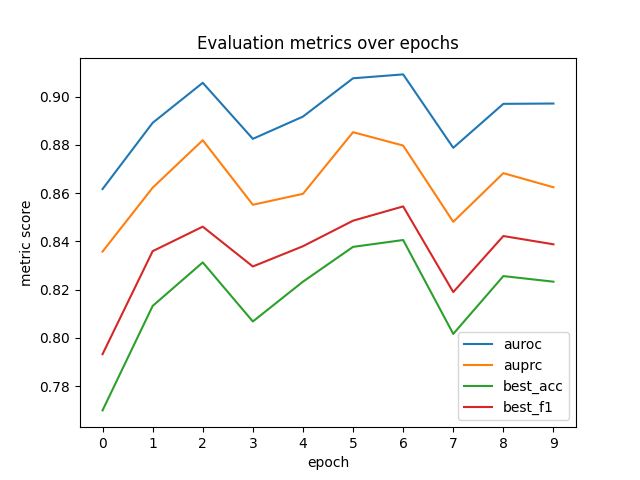 Evaluation metrics over epochs
metric score
0.90
0.88
0.86
0.84
0.82
0.80
0.78
auroc
auprc
best_acc
best_f1
0 1 2 3 4 5 6 7 8 9
epoch